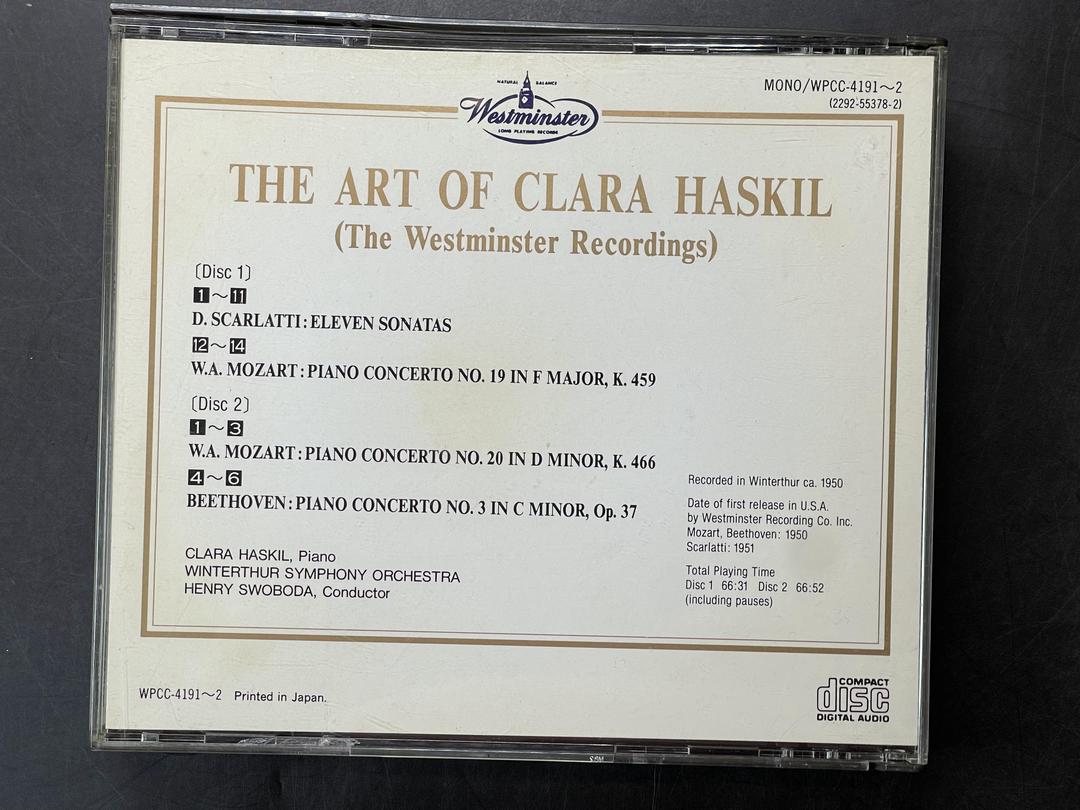 NATURAL BALANCE
Westminster
LONG PLAYING RECORDS
MONO/WPCC-4191～2
(2292-55378-2)
THE ART OF CLARA HASKIL
(The Westminster Recordings)
〔Disc 1〕
1～11
D. SCARLATTI: ELEVEN SONATAS
12～14
W.A. MOZART: PIANO CONCERTO NO. 19 IN F MAJOR, K. 459
〔Disc 2〕
1～3
W.A. MOZART: PIANO CONCERTO NO. 20 IN D MINOR, K. 466
4～6
BEETHOVEN: PIANO CONCERTO NO. 3 IN C MINOR, Op. 37
CLARA HASKIL, Piano
WINTERTHUR SYMPHONY ORCHESTRA
HENRY SWOBODA, Conductor
Recorded in Winterthur ca. 1950
Date of first release in U.S.A.
by Westminster Recording Co. Inc.
Mozart, Beethoven: 1950
Scarlatti: 1951
Total Playing Time
Disc 1 66:31 Disc 2 66:52
(including pauses)
WPCC-4191～2 Printed in Japan.
COMPACT
disc
DIGITAL AUDIO